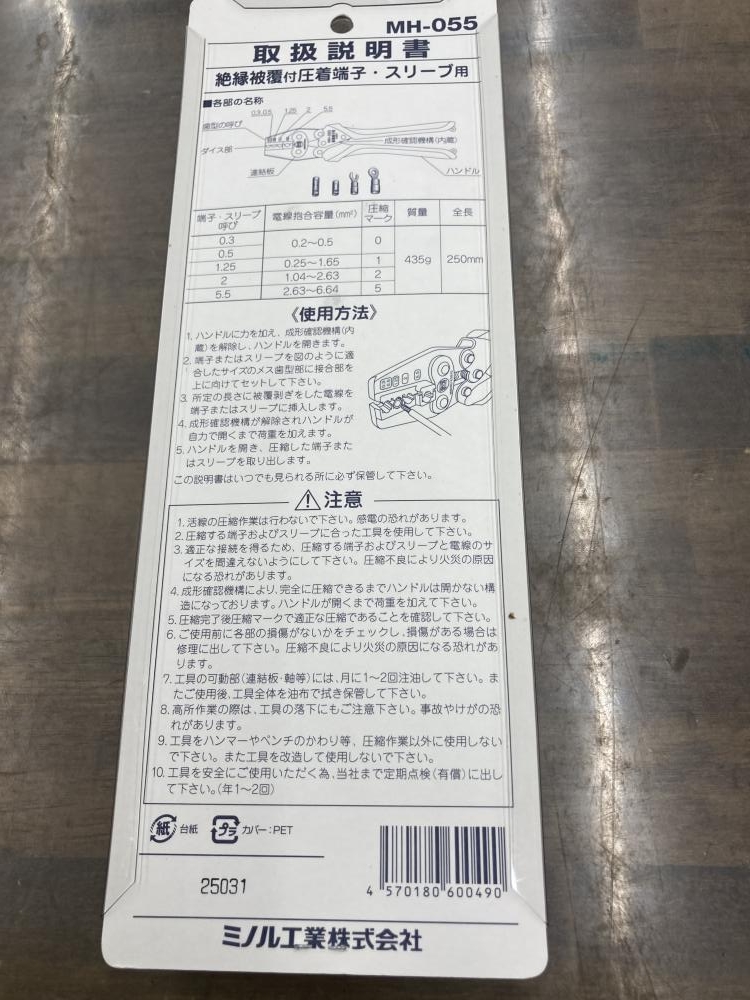 MH-055
取扱説明書
絶縁被覆付圧着端子・スリーブ用
■各部の名称
0.3,0.5 1.25 2 5.5
歯型の呼び
ダイス部
成形確認機構(内蔵)
連結板
ハンドル
端子・スリーブ呼び 電線抱合容量(mm²) 圧縮マーク 質量 全長
0.3
0.5 0.2〜0.5 0
1.25 0.25〜1.65 1 435g 250mm
2 1.04〜2.63 2
5.5 2.63〜6.64 5
《使用方法》
1. ハンドルに力を加え、成形確認機構(内
蔵)を解除し、ハンドルを開きます。
2. 端子またはスリーブを図のように適
合したサイズのメス歯型部に接合部を
上に向けてセットして下さい。
3. 所定の長さに被覆剥ぎをした電線を
端子またはスリーブに挿入します。
4. 成形確認機構が解除されハンドルが
自力で開くまで荷重を加えます。
5. ハンドルを開き、圧縮した端子また
はスリーブを取り出します。
この説明書はいつでも見られる所に必ず保管して下さい。
注意
1. 活線の圧縮作業は行わないで下さい。感電の恐れがあります。
2. 圧縮する端子およびスリーブに合った工具を使用して下さい。
3. 適正な接続を得るため、圧縮する端子およびスリーブと電線のサ
イズを間違えないようにして下さい。圧縮不良により火災の原因
になる恐れがあります。
4. 成形確認機構により、完全に圧縮できるまでハンドルは開かない構
造になっております。ハンドルが開くまで荷重を加えて下さい。
5. 圧縮完了後圧縮マークで適正な圧縮であることを確認して下さい。
6. ご使用前に各部の損傷がないかをチェックし、損傷がある場合は
修理に出して下さい。圧縮不良により火災の原因になる恐れがあ
ります。
7. 工具の可動部(連結板・軸等)には、月に1〜2回注油して下さい。ま
たご使用後、工具全体を油布で拭き保管して下さい。
8. 高所作業の際は、工具の落下にもご注意下さい。事故やけがの恐
れがあります。
9. 工具をハンマーやペンチのかわり等、圧縮作業以外に使用しない
で下さい。また工具を改造して使用しないで下さい。
10. 工具を安全にご使用いただく為、当社まで定期点検(有償)に出し
て下さい。(年1〜2回)
紙 台紙 プラ カバー:PET
25031
4 570180 600490
ミノル工業株式会社